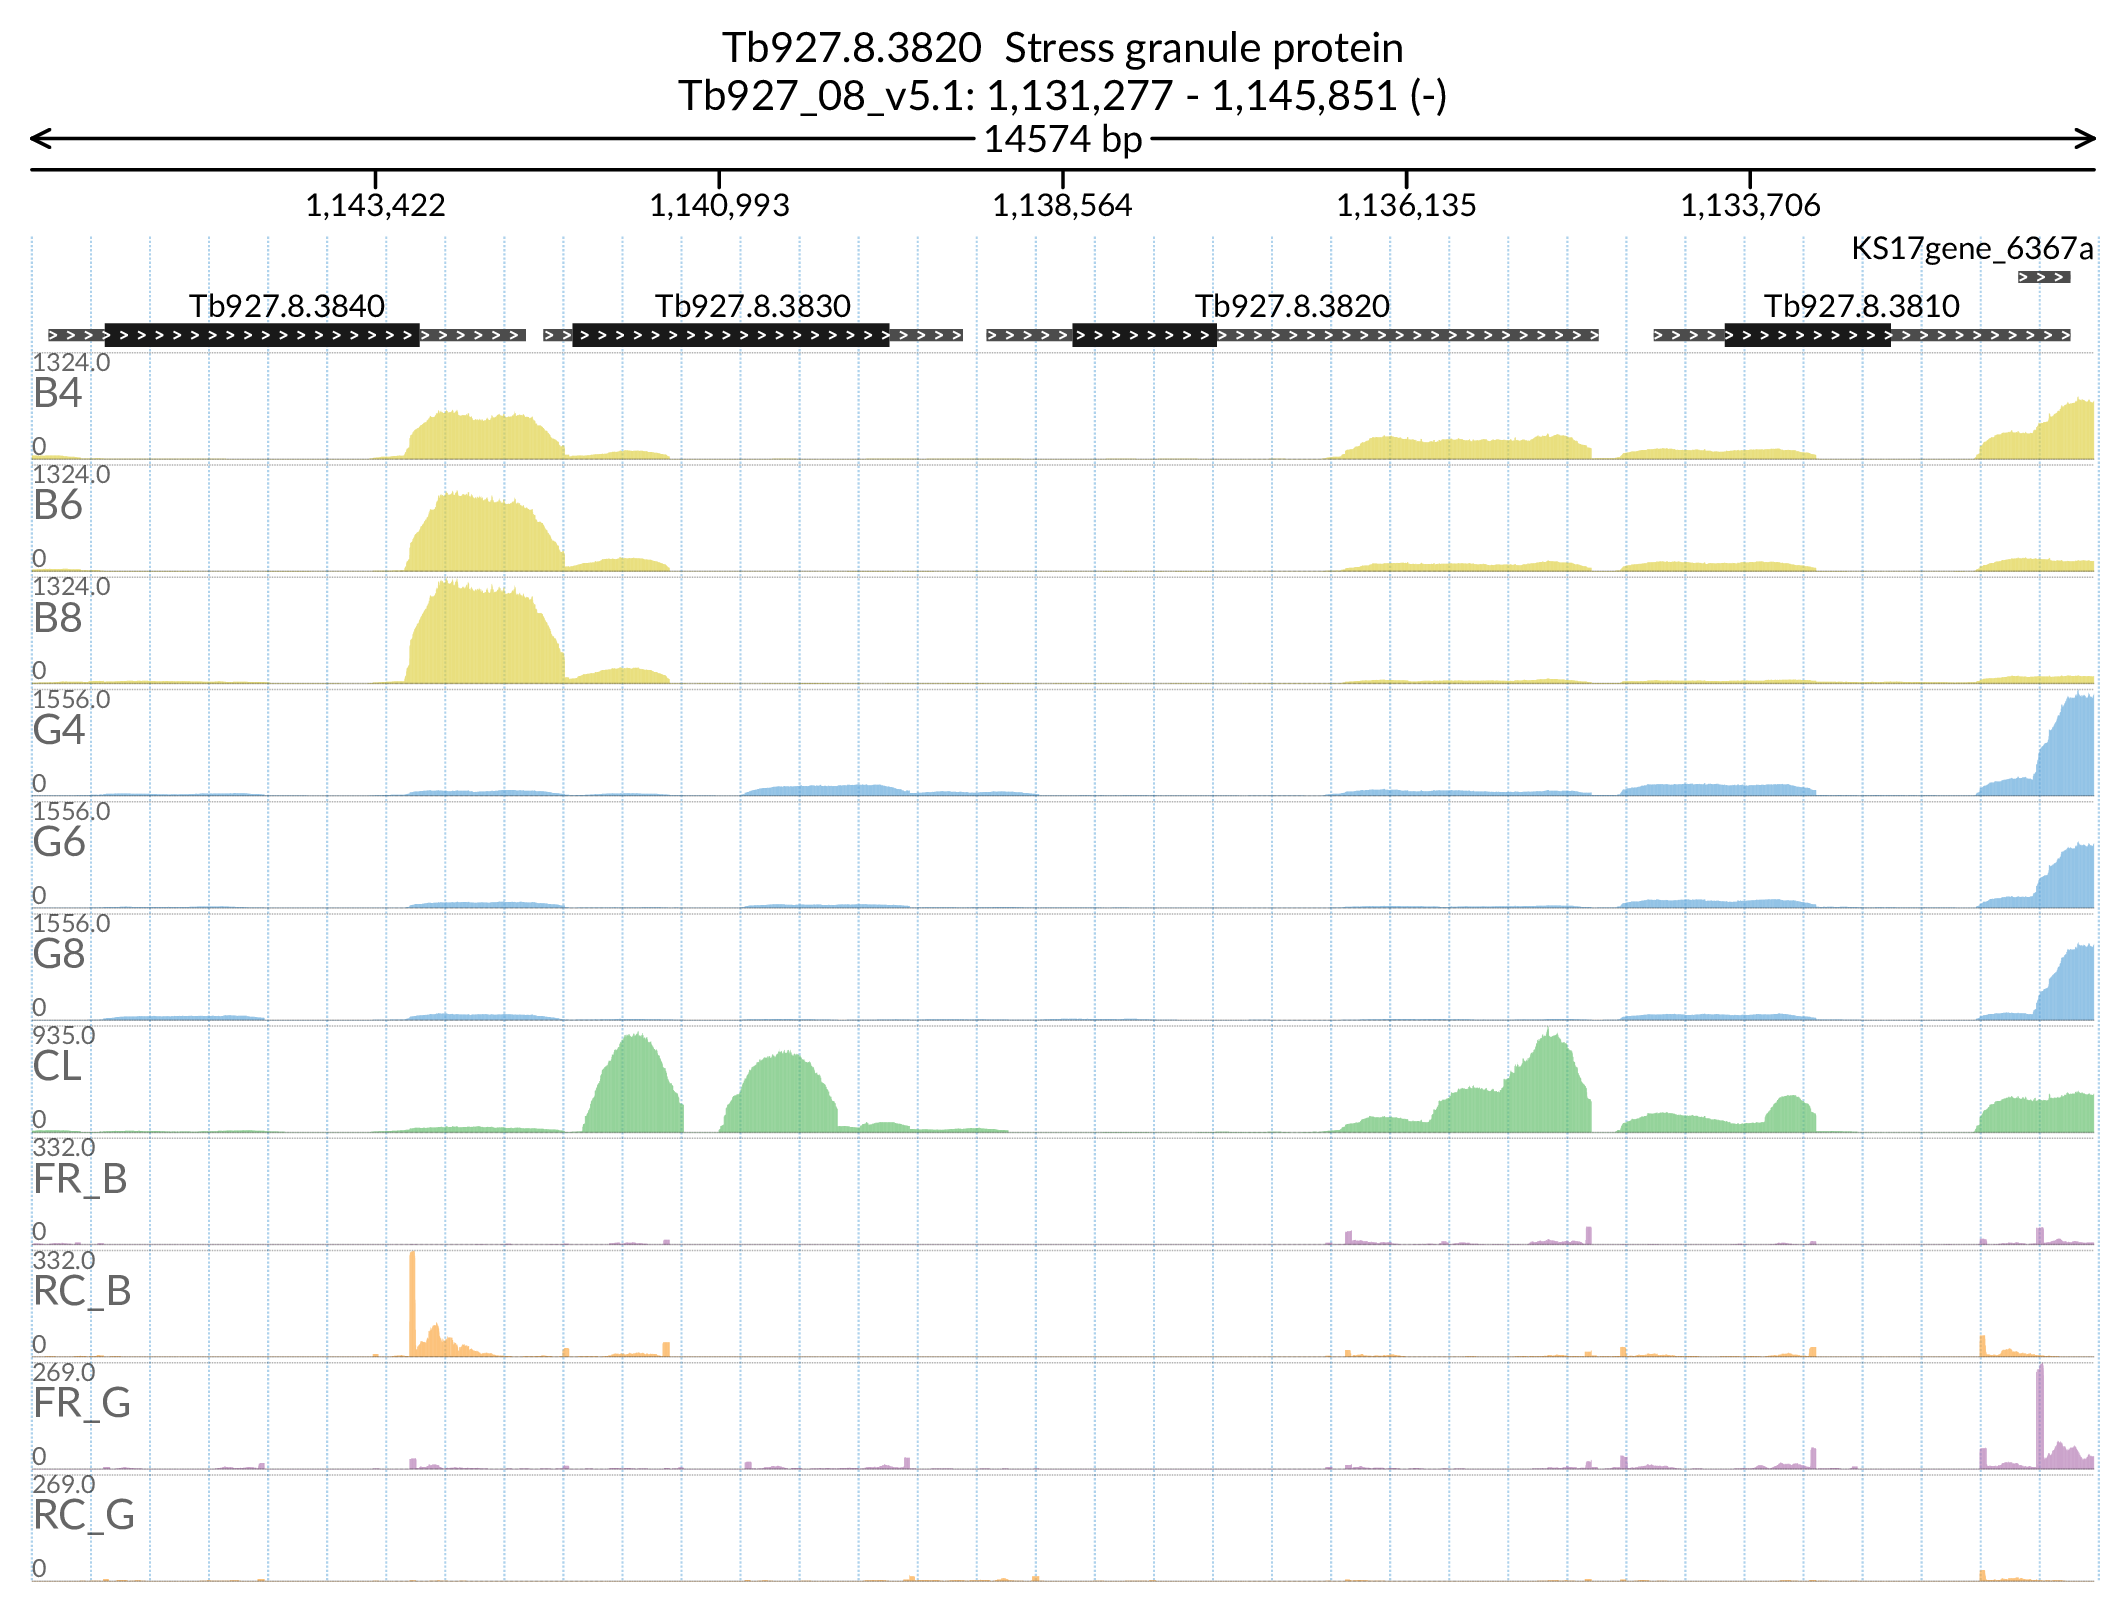 Tb927.8.3820  Stress granule protein
Tb927_08_v5.1: 1,131,277 - 1,145,851 (-)
14574 bp
1,143,422 1,140,993 1,138,564 1,136,135 1,133,706
KS17gene_6367a
Tb927.8.3840 Tb927.8.3830 Tb927.8.3820 Tb927.8.3810
1324.0
B4
0
1324.0
B6
0
1324.0
B8
0
1556.0
G4
0
1556.0
G6
0
1556.0
G8
0
935.0
CL
0
332.0
FR_B
0
332.0
RC_B
0
269.0
FR_G
0
269.0
RC_G
0